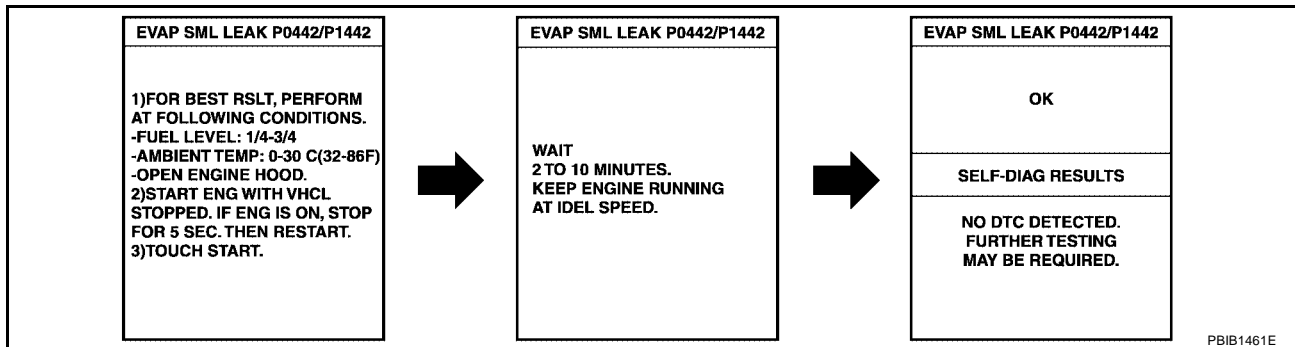 EVAP SML LEAK P0442/P1442
1)FOR BEST RSLT, PERFORM
AT FOLLOWING CONDITIONS.
-FUEL LEVEL: 1/4-3/4
-AMBIENT TEMP: 0-30 C(32-86F)
-OPEN ENGINE HOOD.
2)START ENG WITH VHCL
STOPPED. IF ENG IS ON, STOP
FOR 5 SEC. THEN RESTART.
3)TOUCH START.
EVAP SML LEAK P0442/P1442
WAIT
2 TO 10 MINUTES.
KEEP ENGINE RUNNING
AT IDEL SPEED.
EVAP SML LEAK P0442/P1442
OK
SELF-DIAG RESULTS
NO DTC DETECTED.
FURTHER TESTING
MAY BE REQUIRED.
PBIB1461E